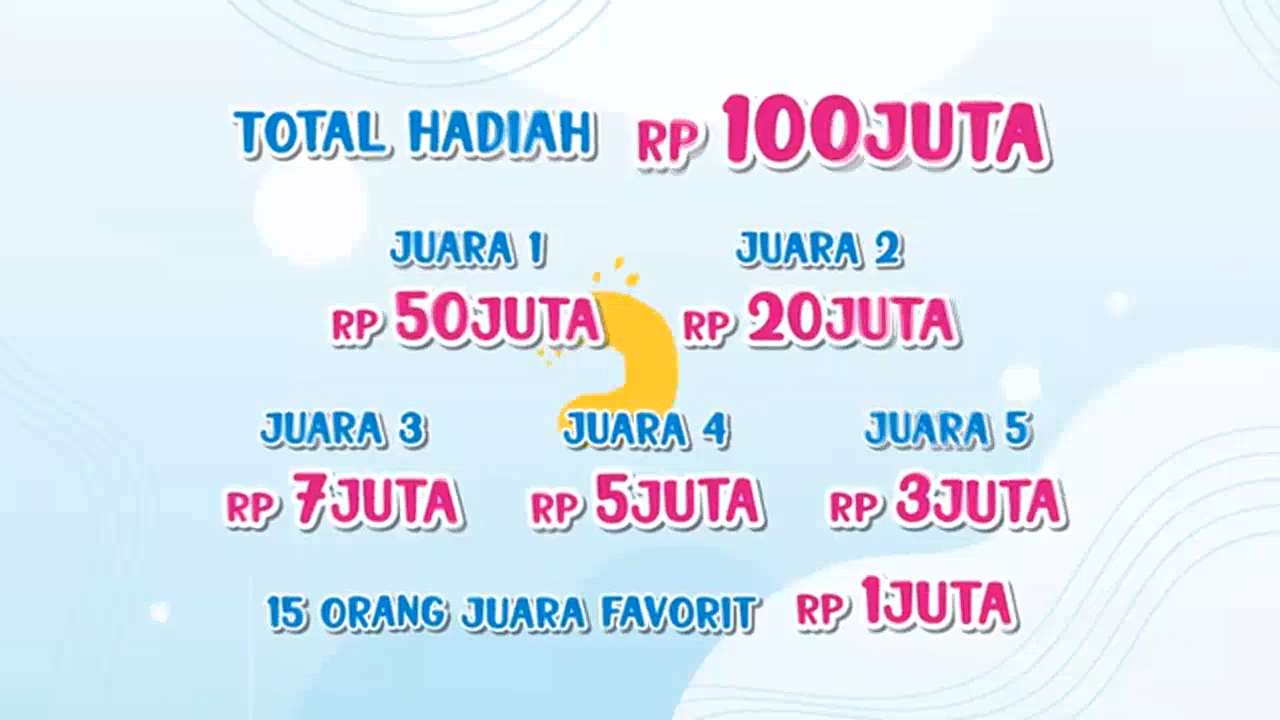 TOTAL HADIAH RP 100JUTA
JUARA 1
RP 50JUTA
JUARA 2
RP 20JUTA
JUARA 3
RP 7JUTA
JUARA 4
RP 5JUTA
JUARA 5
RP 3JUTA
15 ORANG JUARA FAVORIT RP 1JUTA